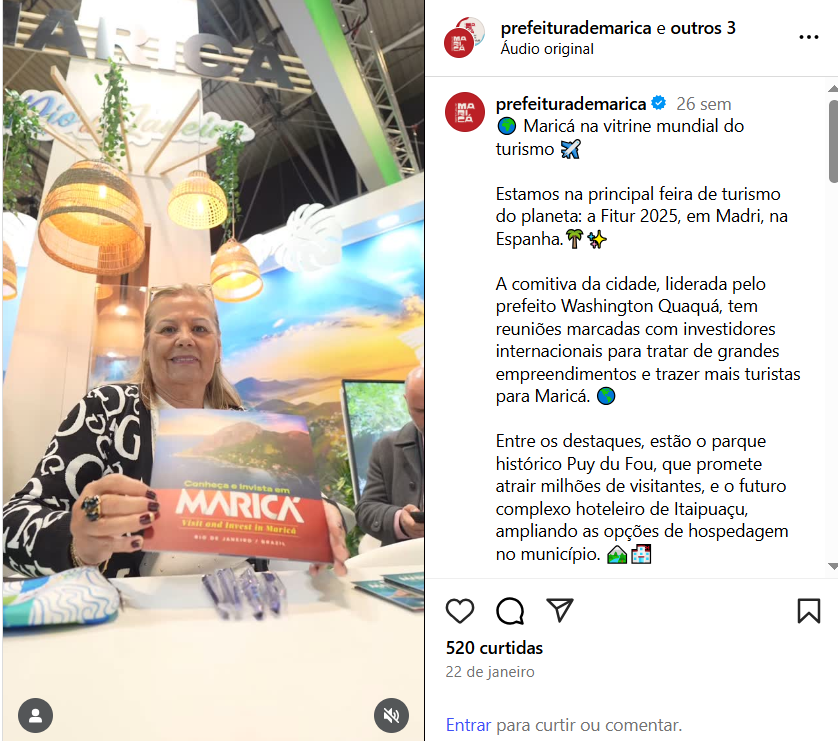 MARICÁ
Rio de Janeiro
Conheça e Invista em
MARICÁ
Visit and Invest in Maricá
RIO DE JANEIRO / BRAZIL
prefeiturademarica e outros 3
Áudio original
prefeiturademarica 26 sem
🌎 Maricá na vitrine mundial do
turismo ✈️
Estamos na principal feira de turismo
do planeta: a Fitur 2025, em Madri, na
Espanha.🌴✨
A comitiva da cidade, liderada pelo
prefeito Washington Quaquá, tem
reuniões marcadas com investidores
internacionais para tratar de grandes
empreendimentos e trazer mais turistas
para Maricá. 🌎
Entre os destaques, estão o parque
histórico Puy du Fou, que promete
atrair milhões de visitantes, e o futuro
complexo hoteleiro de Itaipuaçu,
ampliando as opções de hospedagem
no município. 🏞️🏨
520 curtidas
22 de janeiro
Entrar para curtir ou comentar.